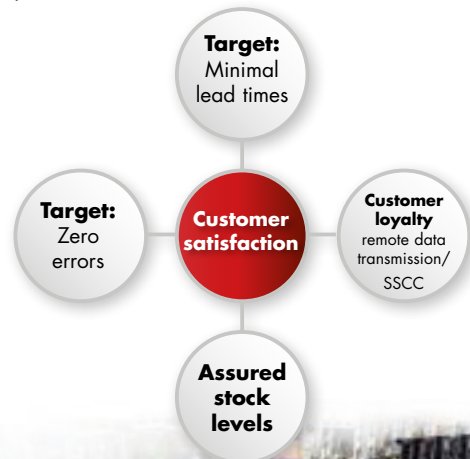 Target:
Minimal
lead times
Target:
Zero
errors
Customer
satisfaction
Customer
loyalty
remote data
transmission/
SSCC
Assured
stock
levels